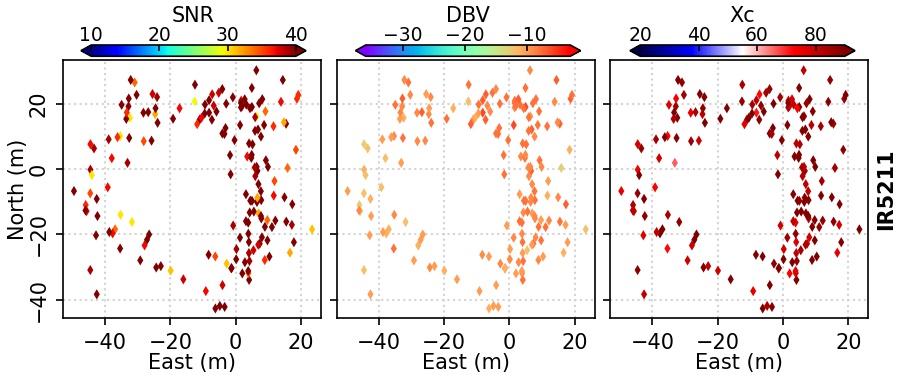 SNR DBV Xc
10 20 30 40 −30 −20 −10 20 40 60 80
20
0
−20
−40
North (m)
IR5211
−40 −20 0 20 −40 −20 0 20 −40 −20 0 20
East (m) East (m) East (m)